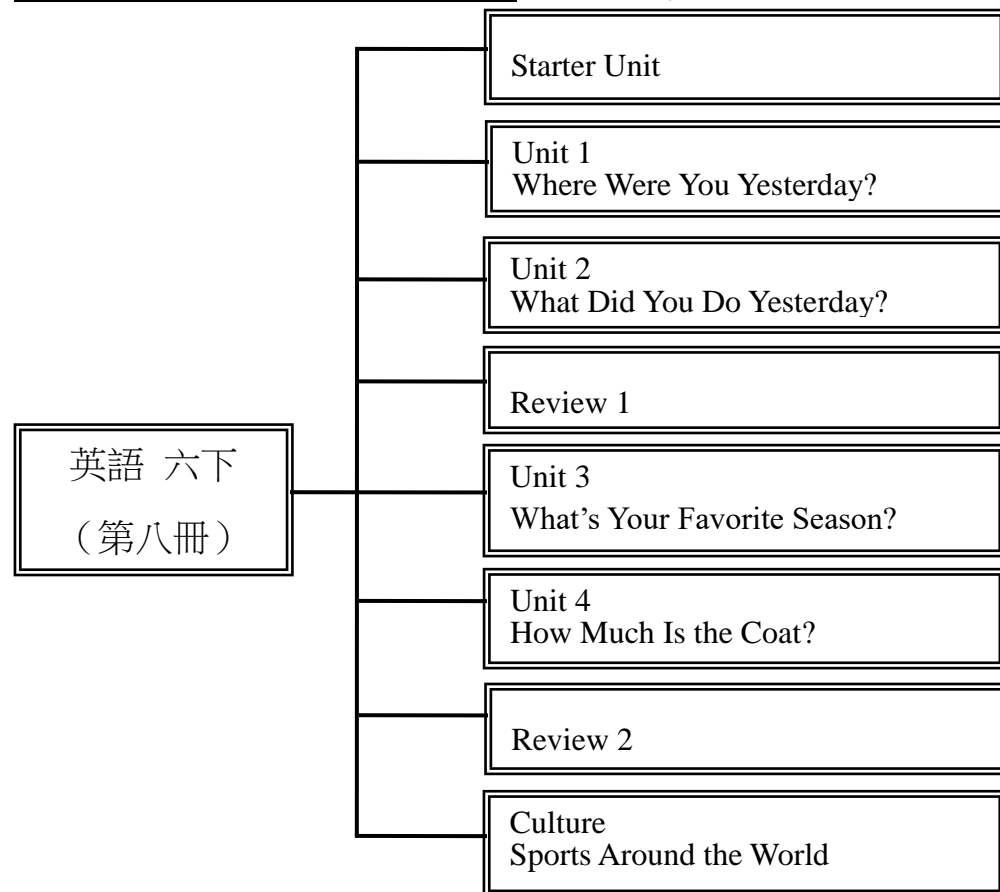 Starter Unit
Unit 1
Where Were You Yesterday?
Unit 2
What Did You Do Yesterday?
Review 1
英語 六下
（第八冊）
Unit 3
What’s Your Favorite Season?
Unit 4
How Much Is the Coat?
Review 2
Culture
Sports Around the World